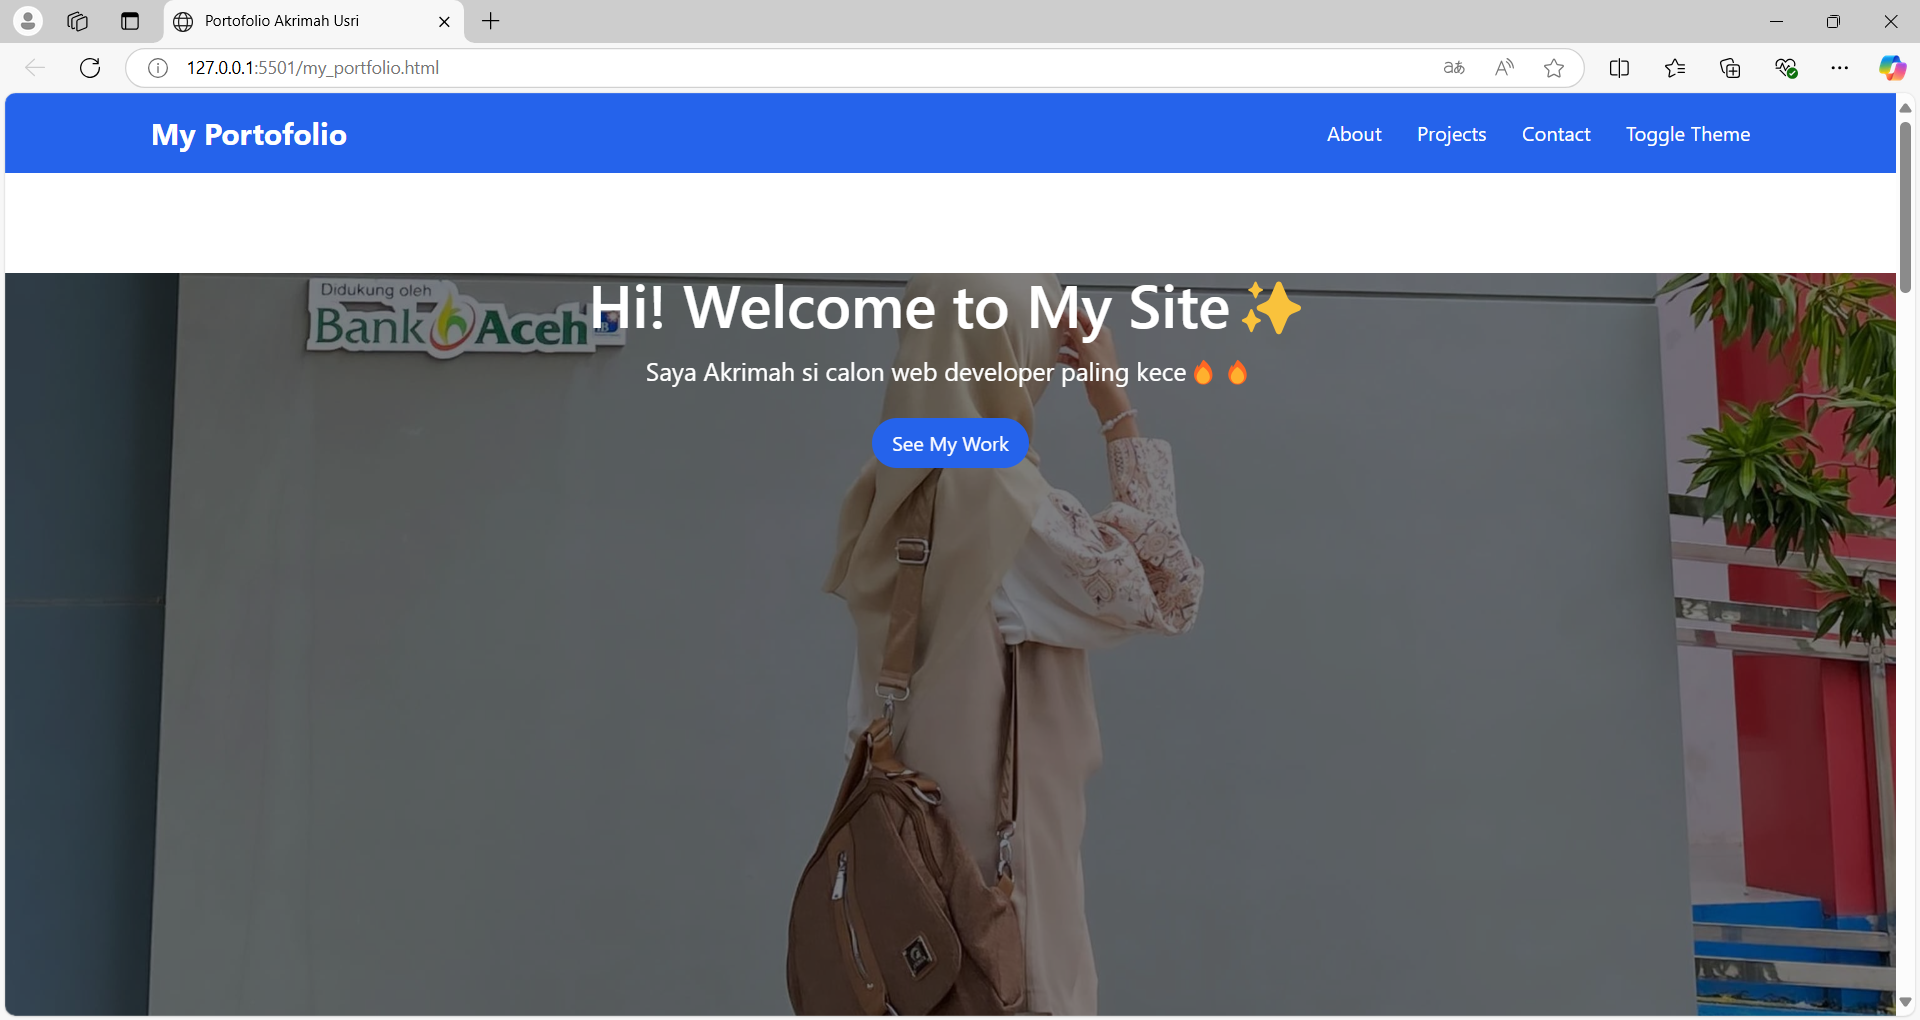 Portofolio Akrimah Usri
127.0.0.1:5501/my_portfolio.html
My Portofolio
About Projects Contact Toggle Theme
Didukung oleh
Bank Aceh
Hi! Welcome to My Site ✨
Saya Akrimah si calon web developer paling kece🔥 🔥
See My Work